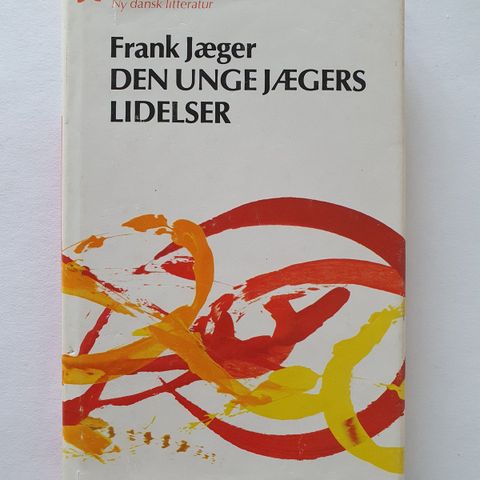 Ny dansk litteratur
Frank Jæger
DEN UNGE JÆGERS
LIDELSER